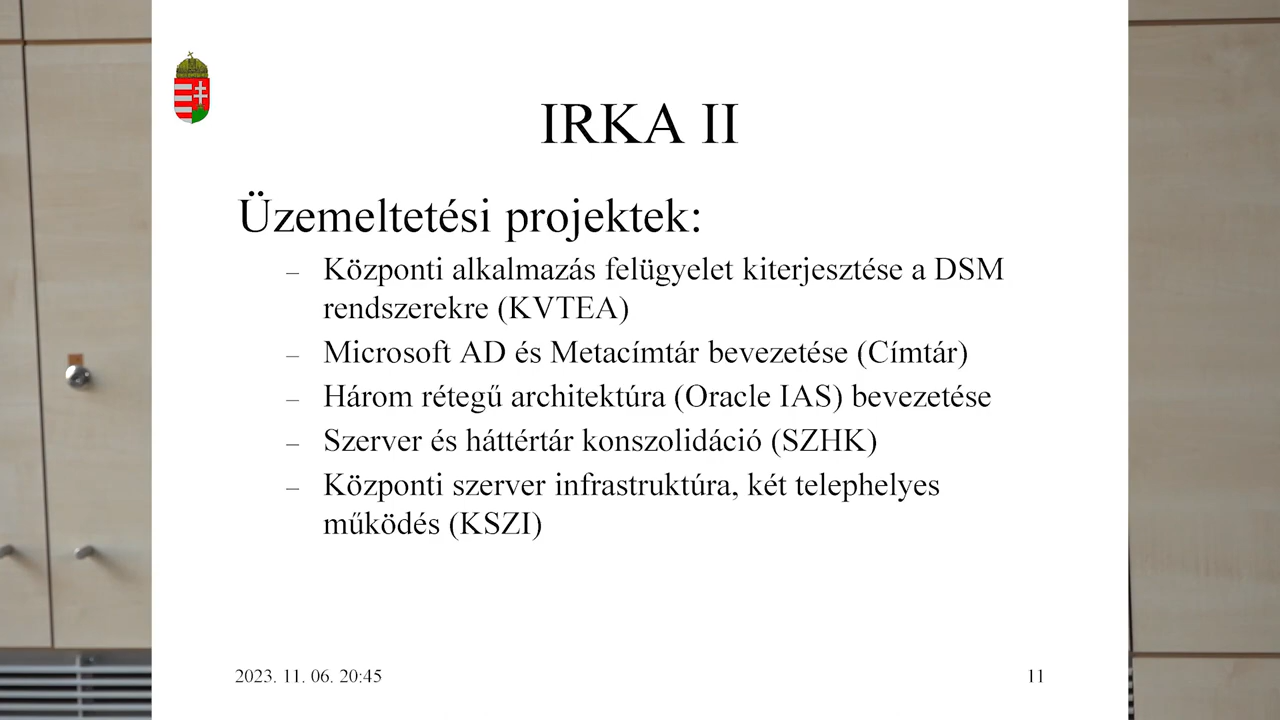 IRKA II
Üzemeltetési projektek:
– Központi alkalmazás felügyelet kiterjesztése a DSM
rendszerekre (KVTEA)
– Microsoft AD és Metacímtár bevezetése (Címtár)
– Három rétegű architektúra (Oracle IAS) bevezetése
– Szerver és háttértár konszolidáció (SZHK)
– Központi szerver infrastruktúra, két telephelyes
működés (KSZI)
2023. 11. 06. 20:45
11